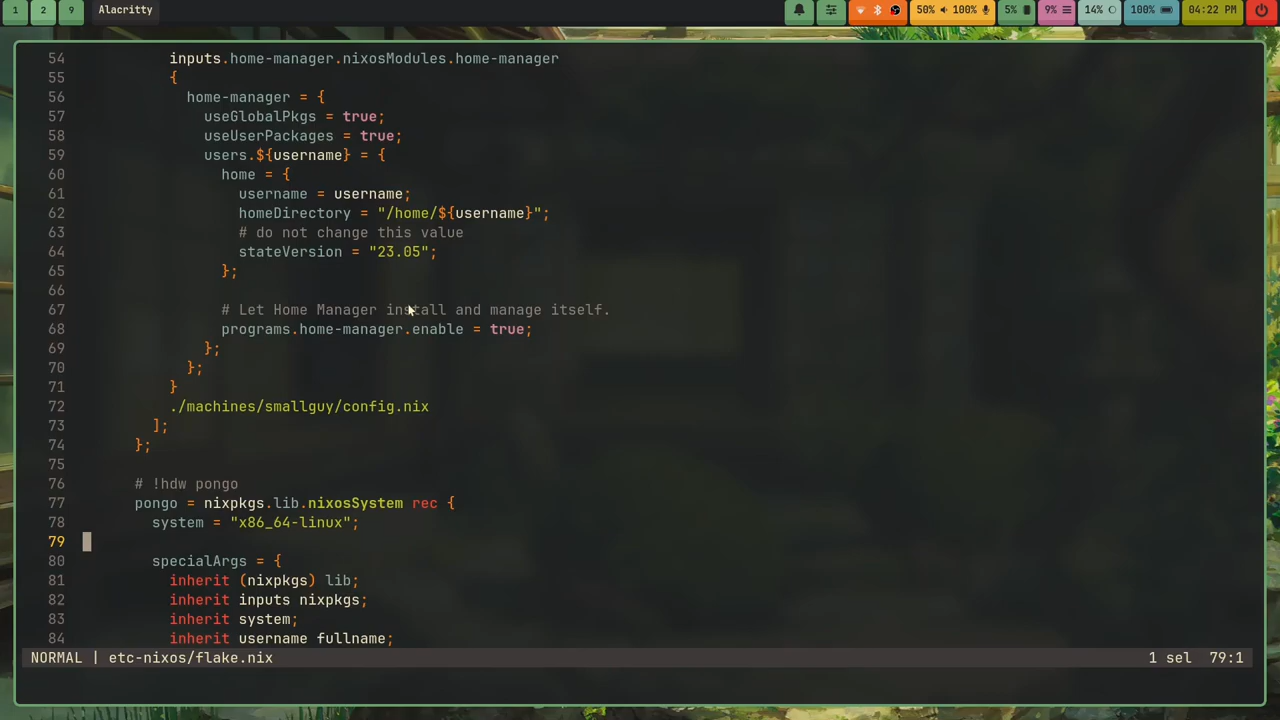 1 2 9 Alacritty 50% 100% 5% 9% 14% 100% 04:22 PM
54 inputs.home-manager.nixosModules.home-manager
55 {
56 home-manager = {
57 useGlobalPkgs = true;
58 useUserPackages = true;
59 users.${username} = {
60 home = {
61 username = username;
62 homeDirectory = "/home/${username}";
63 # do not change this value
64 stateVersion = "23.05";
65 };
66
67 # Let Home Manager install and manage itself.
68 programs.home-manager.enable = true;
69 };
70 };
71 }
72 ./machines/smallguy/config.nix
73 ];
74 };
75
76 # !hdw pongo
77 pongo = nixpkgs.lib.nixosSystem rec {
78 system = "x86_64-linux";
79
80 specialArgs = {
81 inherit (nixpkgs) lib;
82 inherit inputs nixpkgs;
83 inherit system;
84 inherit username fullname;
NORMAL | etc-nixos/flake.nix 1 sel 79:1